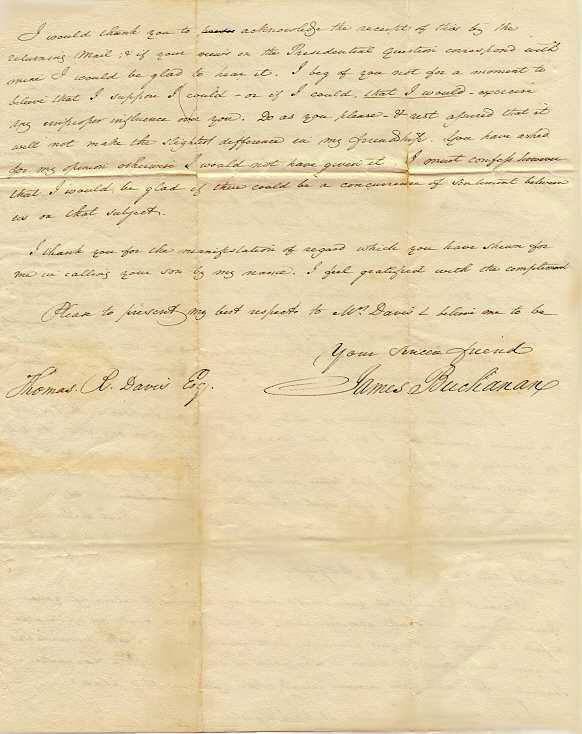 I would thank you to acknowledge the receipt of this by the
returning Mail: & if your views on the Presidential Question correspond with
mine I would be glad to hear it. I beg of you not for a moment to
believe that I suppose I could - or if I could, that I would - exercise
any improper influence over you. Do as you please - & rest assured that it
will not make the slightest difference in my friendship. You have asked
for my opinion otherwise I would not have given it. I must confess however
that I would be glad if there could be a concurrence of sentiment between
us on that subject.
I thank you for the manifestation of regard which you have shewn for
me in calling your son by my name. I feel gratified with the compliment
Please to present my best respects to Mrs Davis & believe me to be
Your sincere friend
James Buchanan
Thomas. R. Davis Esq.